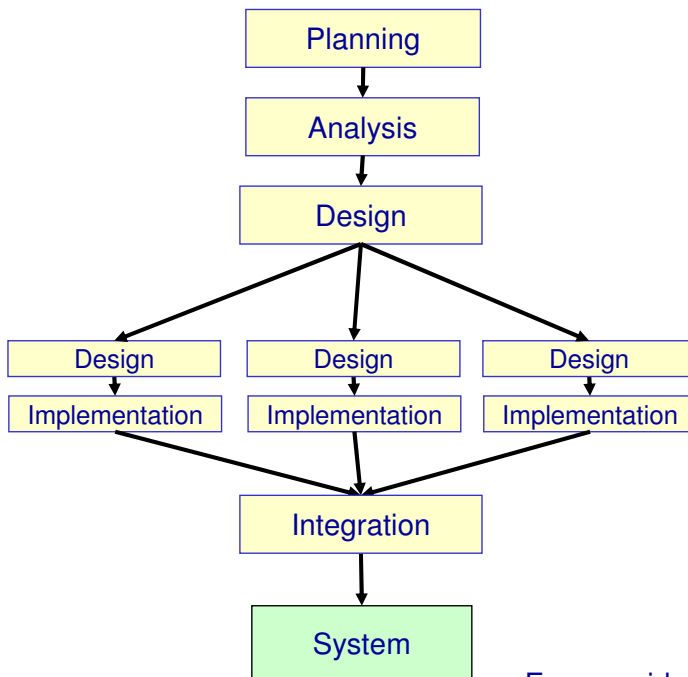 Planning
Analysis
Design
Design Design Design
Implementation Implementation Implementation
Integration
System